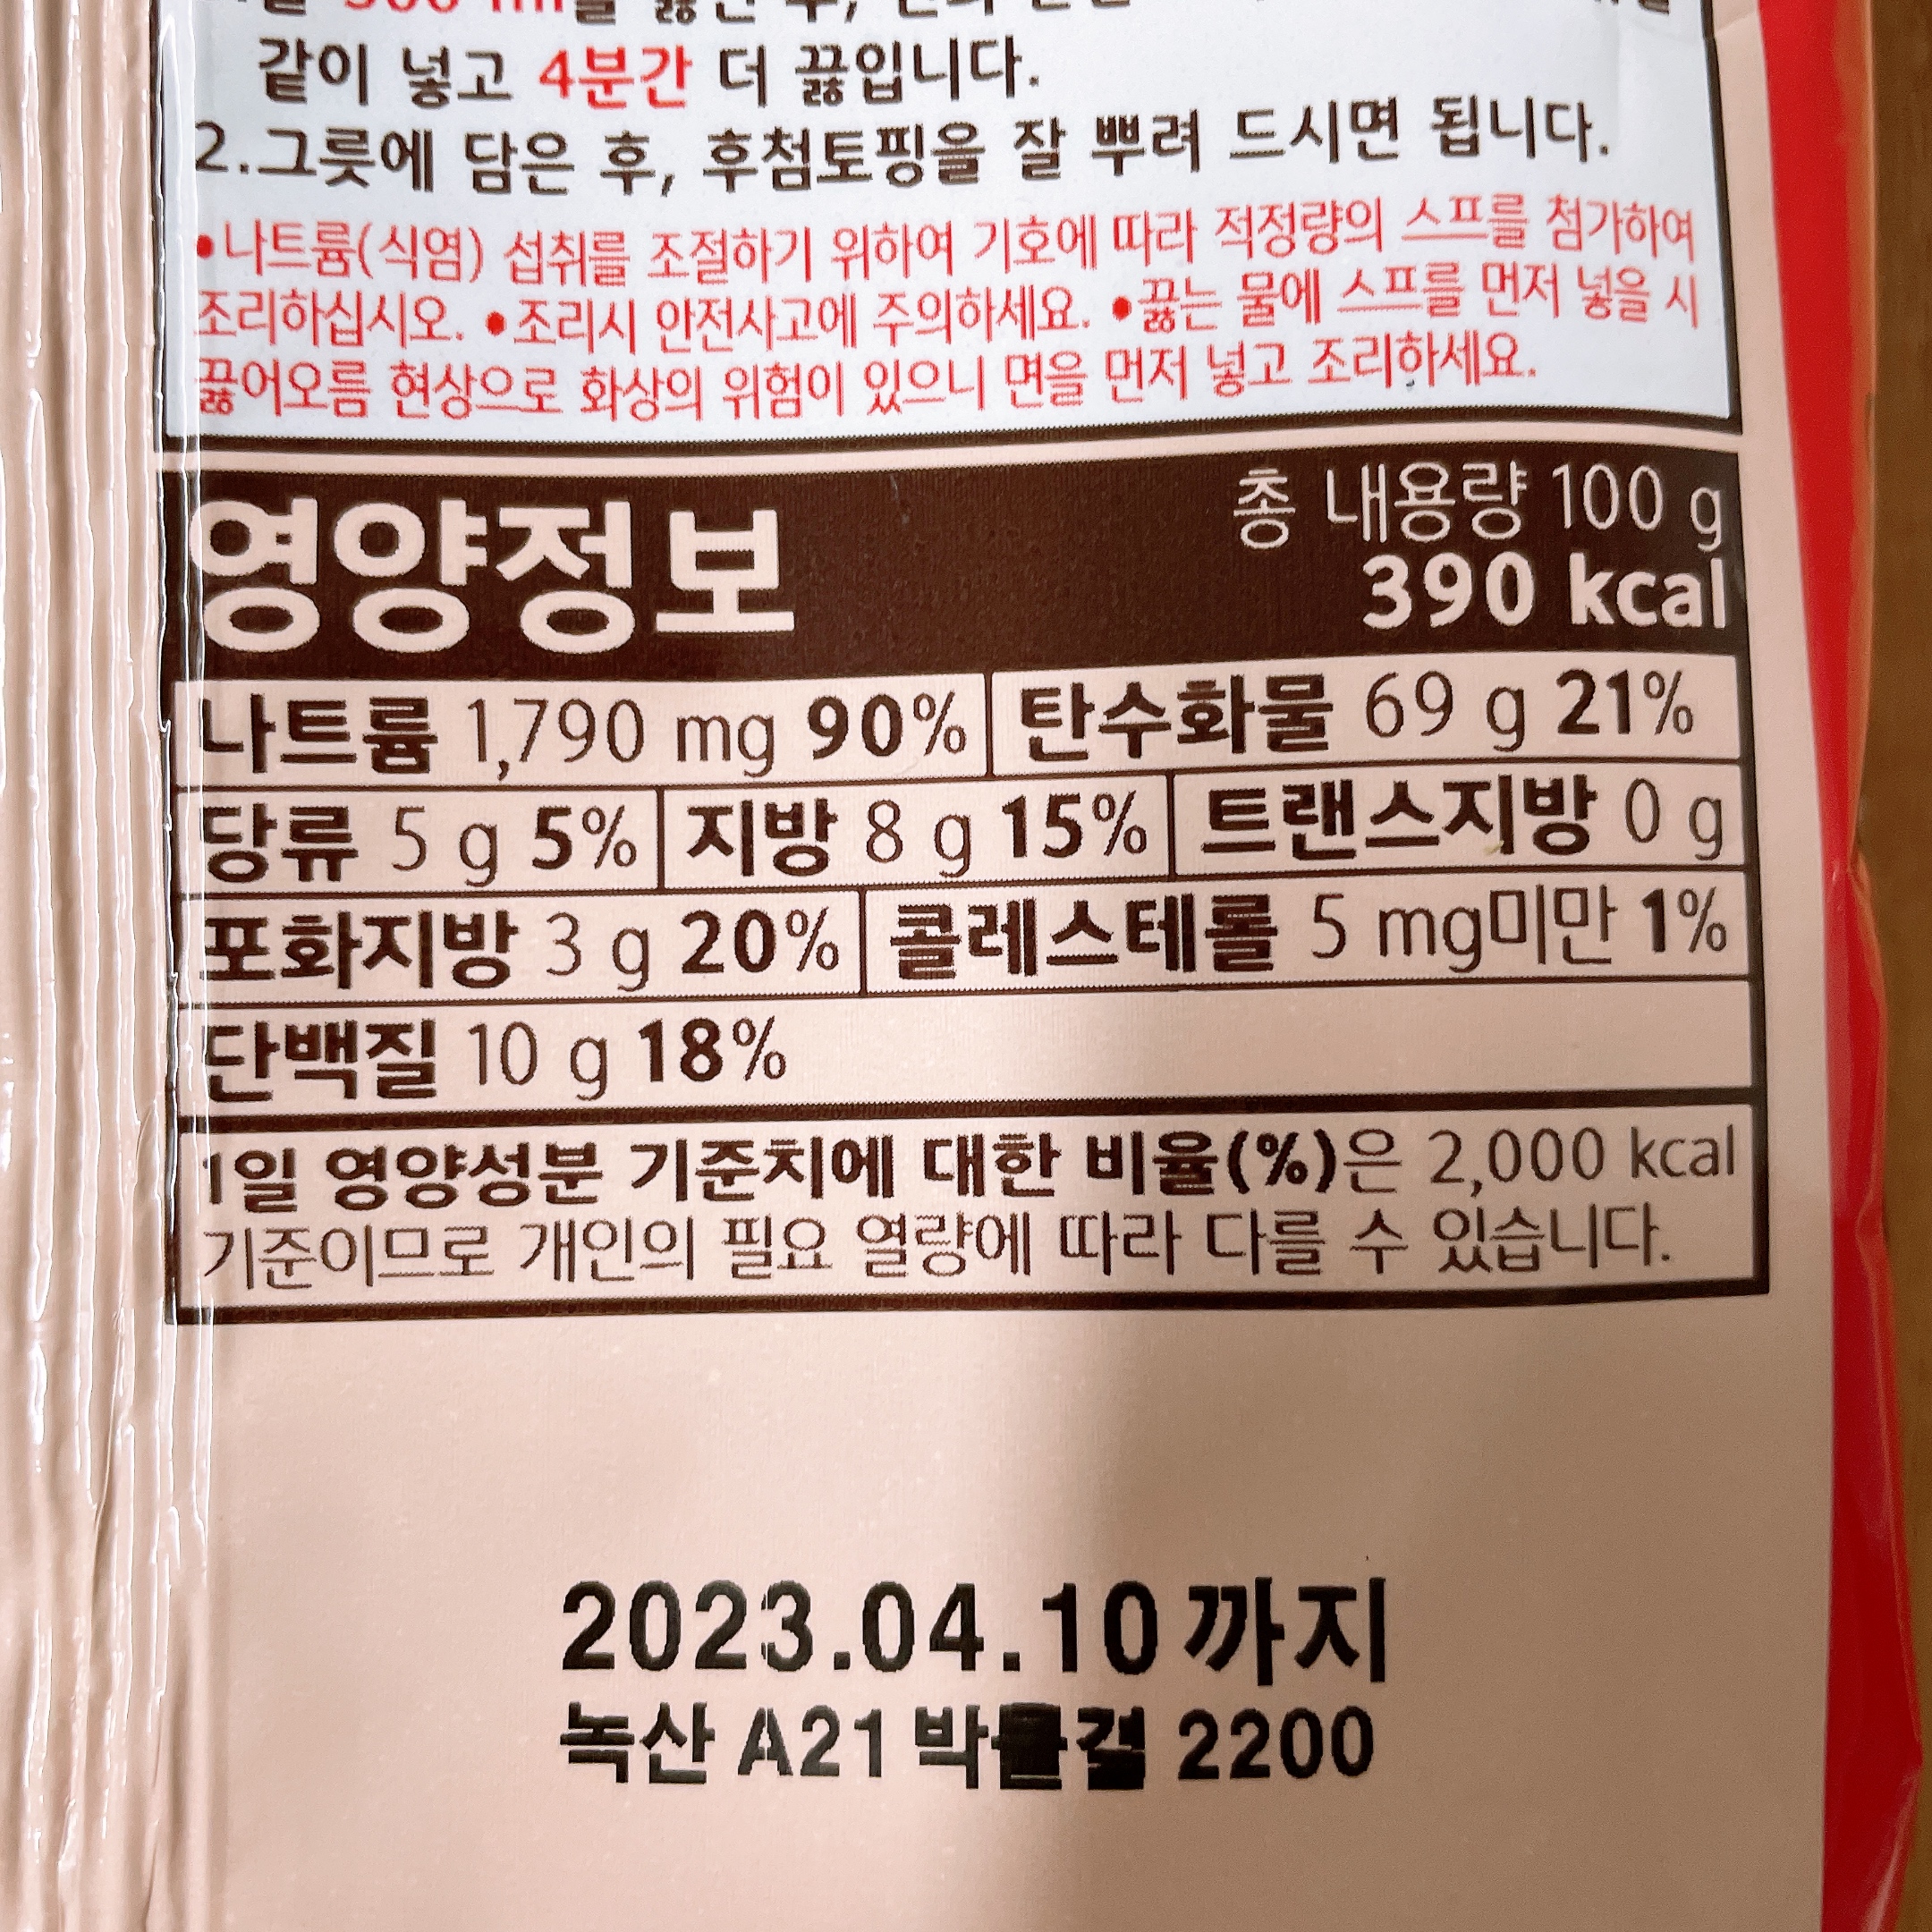 같이 넣고 4분간 더 끓입니다.
2.그릇에 담은 후, 후첨토핑을 잘 뿌려 드시면 됩니다.
•나트륨(식염) 섭취를 조절하기 위하여 기호에 따라 적정량의 스프를 첨가하여
조리하십시오. •조리시 안전사고에 주의하세요. •끓는 물에 스프를 먼저 넣을 시
끓어오름 현상으로 화상의 위험이 있으니 면을 먼저 넣고 조리하세요.
영양정보
총 내용량 100 g
390 kcal
나트륨 1,790 mg 90% 탄수화물 69 g 21%
당류 5 g 5% 지방 8 g 15% 트랜스지방 0 g
포화지방 3 g 20% 콜레스테롤 5 mg미만 1%
단백질 10 g 18%
1일 영양성분 기준치에 대한 비율(%)은 2,000 kcal
기준이므로 개인의 필요 열량에 따라 다를 수 있습니다.
2023.04.10까지
녹산 A21 2200